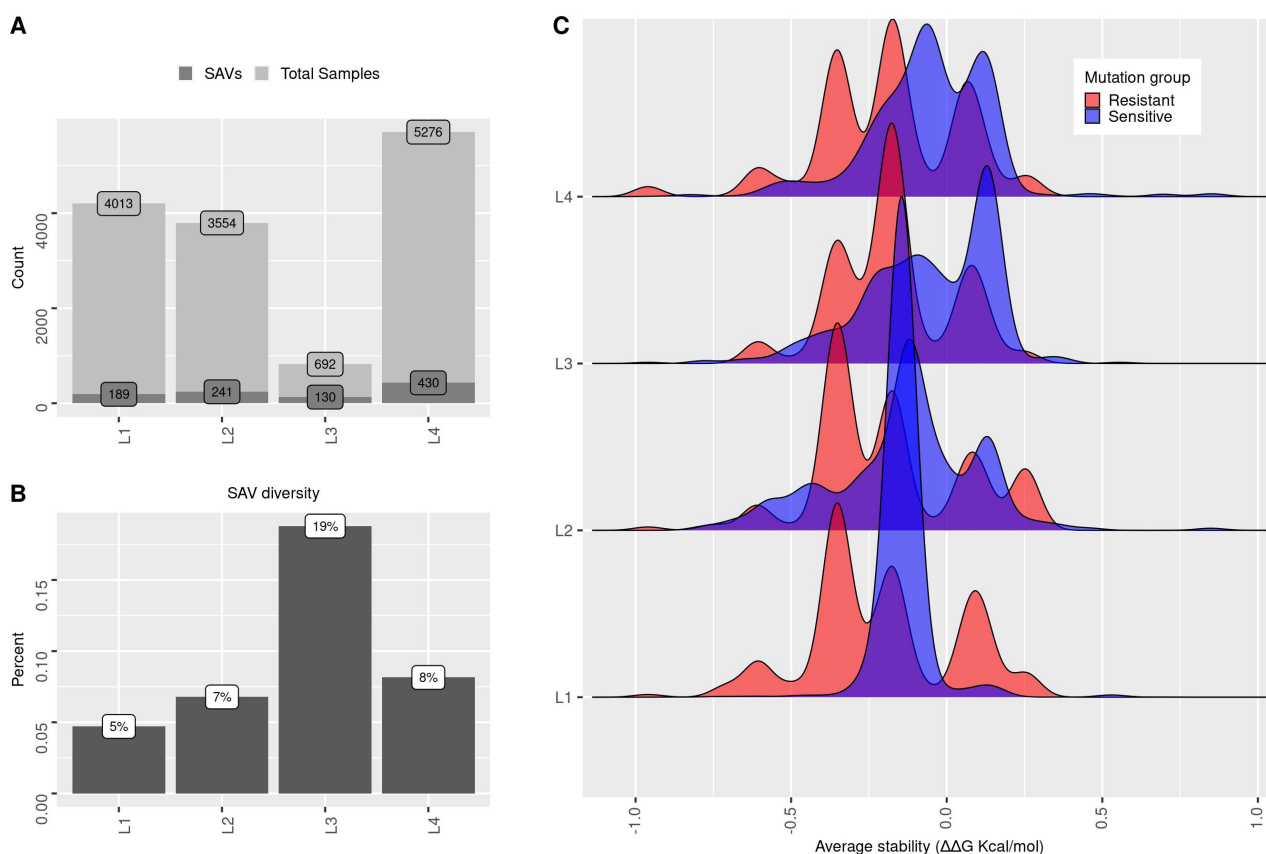 A
SAVs Total Samples
Count
0 2000 4000
4013
3554
692
5276
189
241
130
430
L1 L2 L3 L4
B
SAV diversity
Percent
0.00 0.05 0.10 0.15
5%
7%
19%
8%
L1 L2 L3 L4
C
Mutation group
Resistant
Sensitive
L4
L3
L2
L1
-1.0 -0.5 0.0 0.5 1.0
Average stability (ΔΔG Kcal/mol)